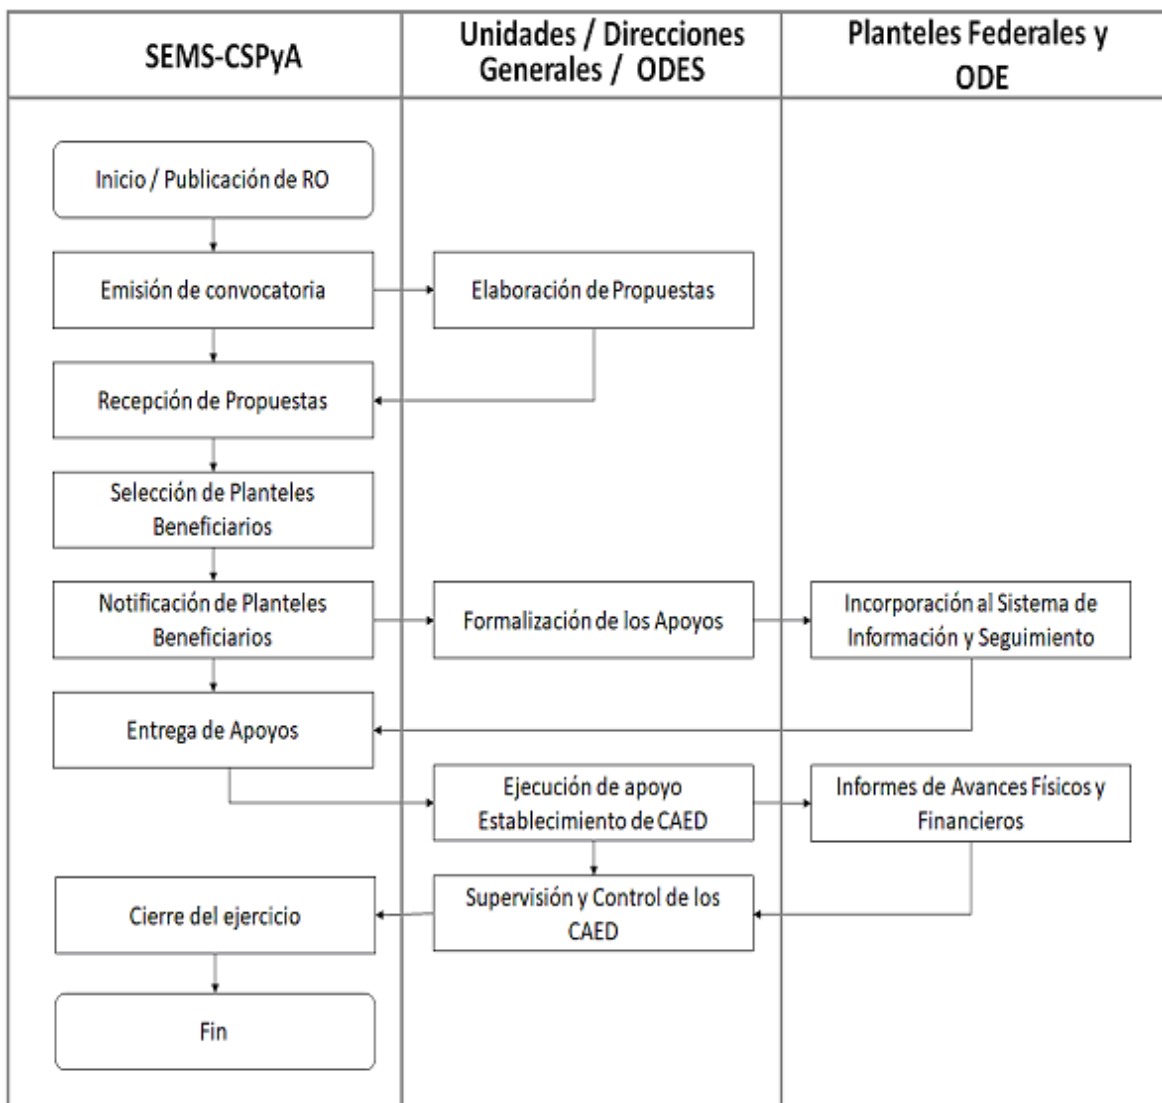 SEMS-CSPyA
Unidades / Direcciones
Generales / ODES
Planteles Federales y
ODE
Inicio / Publicación de RO
Emisión de convocatoria
Elaboración de Propuestas
Recepción de Propuestas
Selección de Planteles
Beneficiarios
Notificación de Planteles
Beneficiarios
Formalización de los Apoyos
Incorporación al Sistema de
Información y Seguimiento
Entrega de Apoyos
Ejecución de apoyo
Establecimiento de CAED
Informes de Avances Físicos y
Financieros
Cierre del ejercicio
Supervisión y Control de los
CAED
Fin